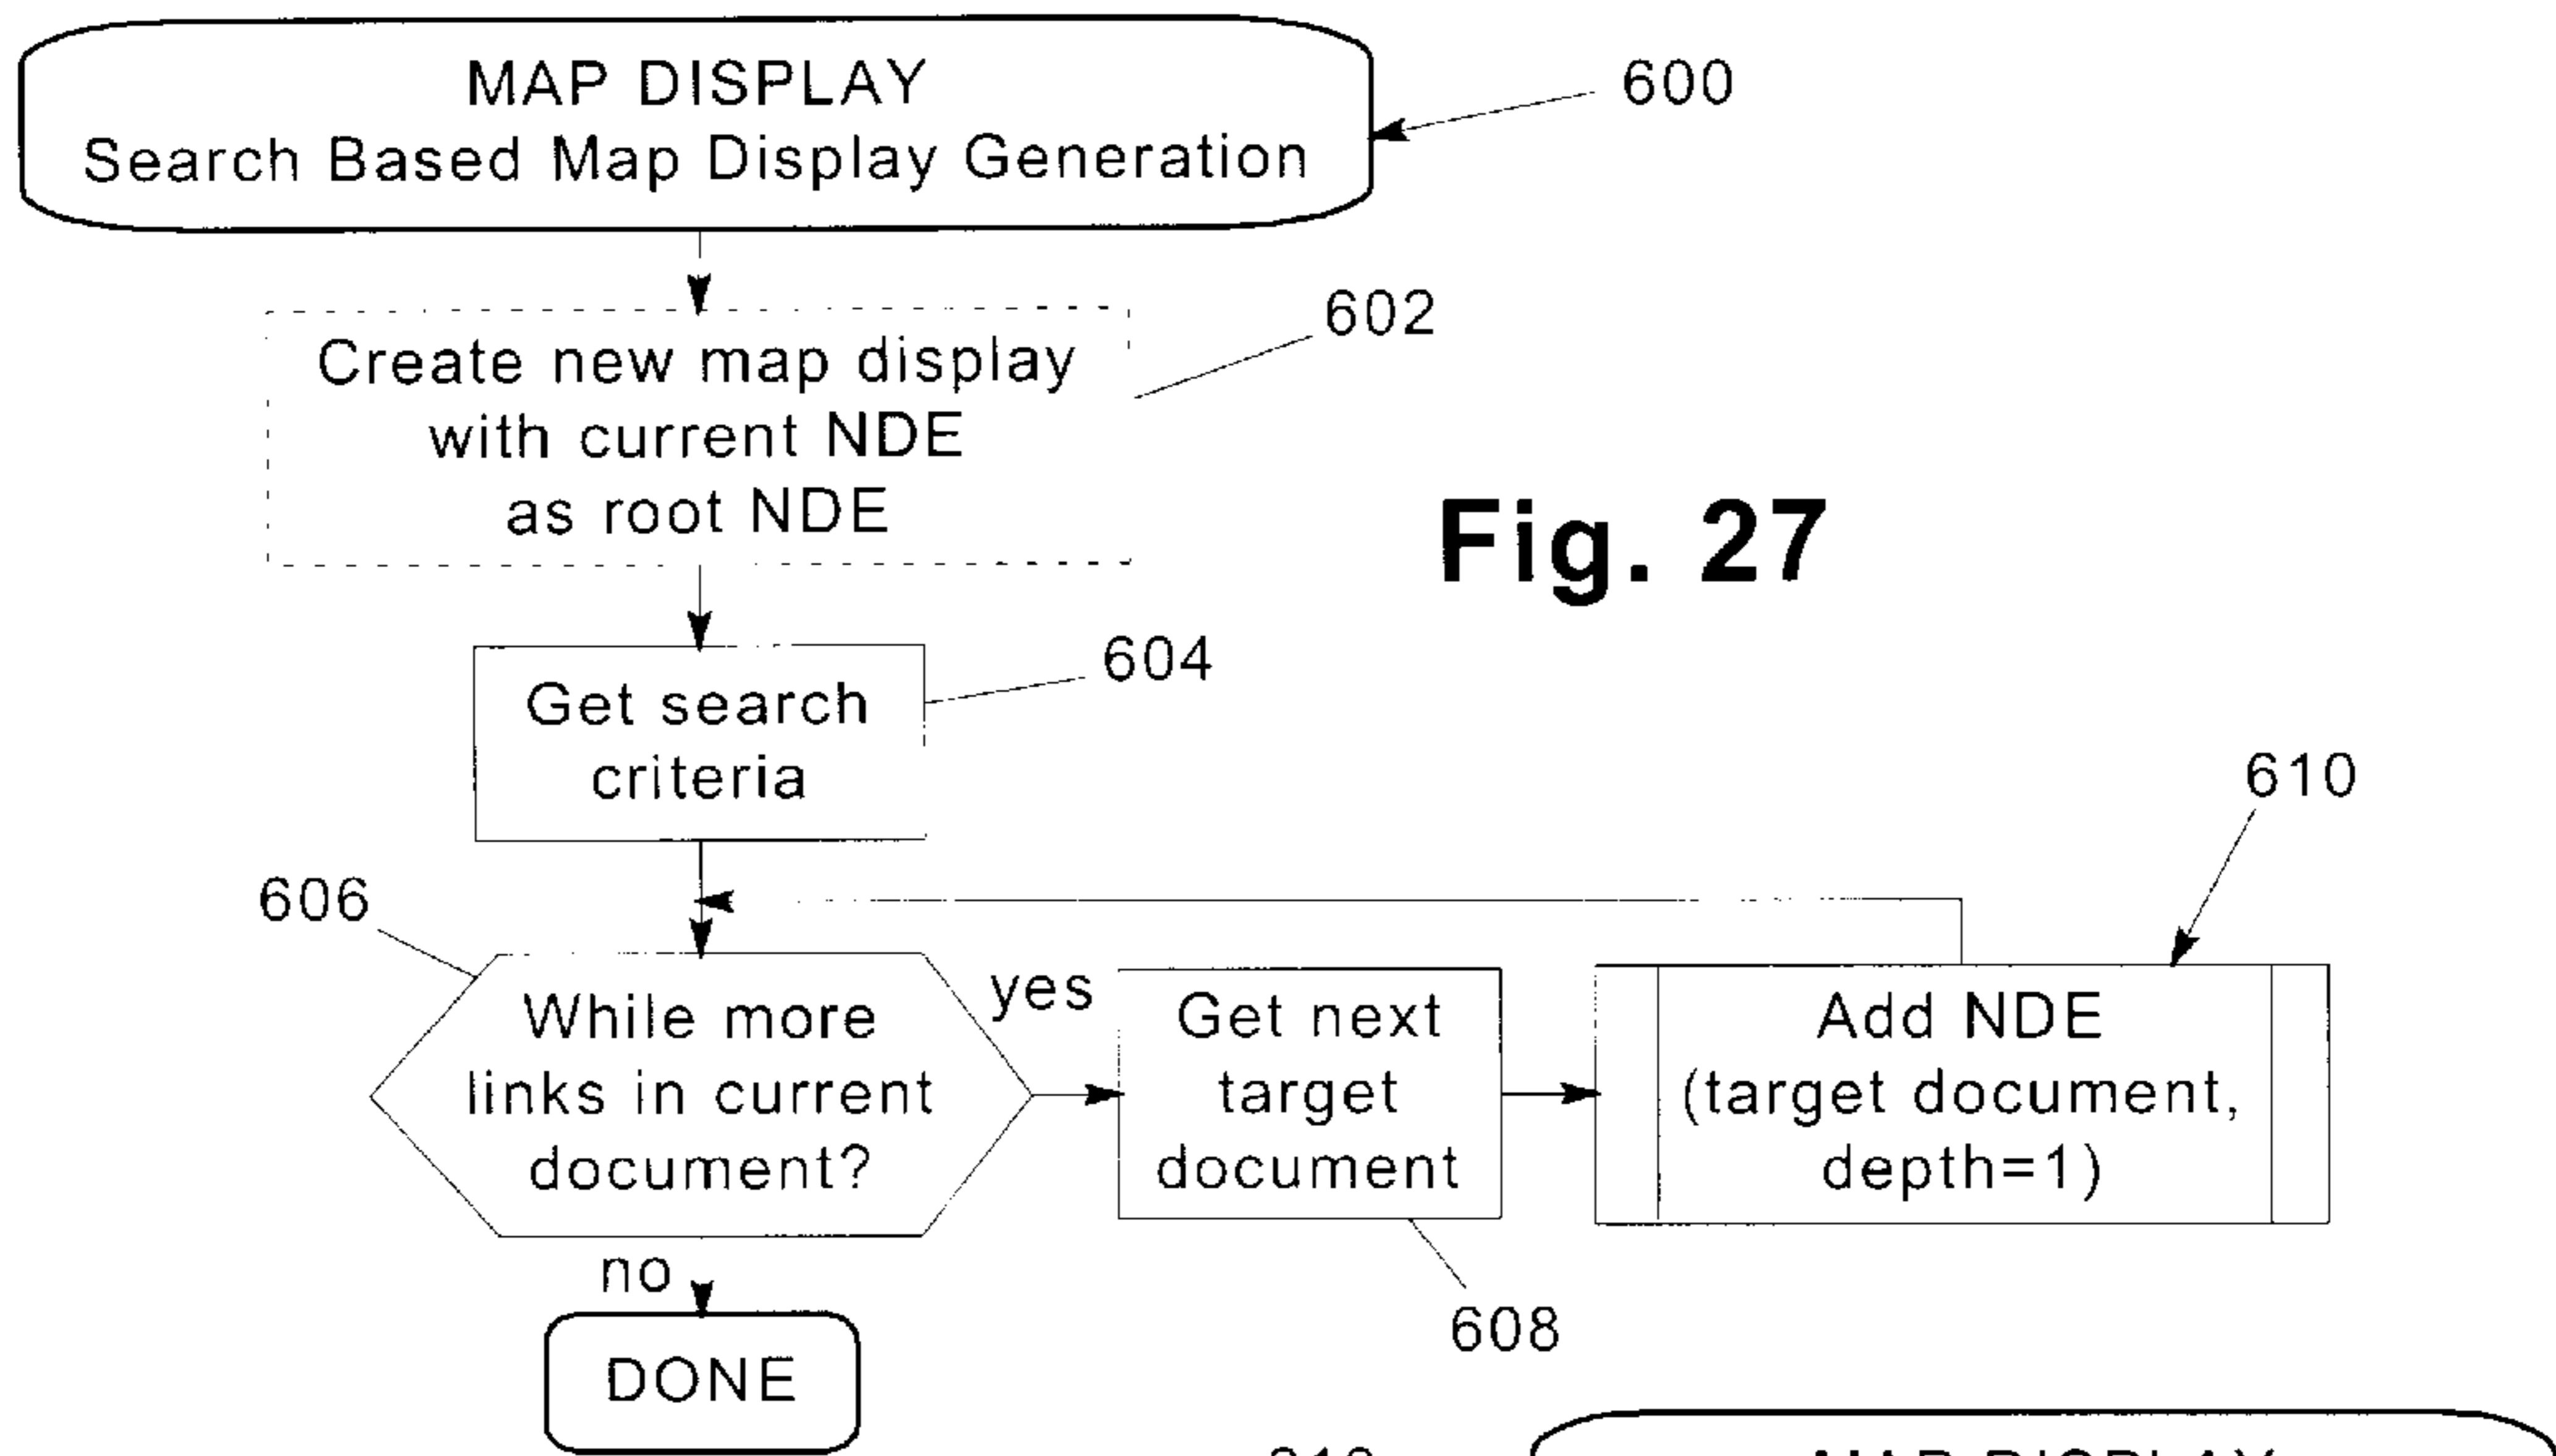 MAP DISPLAY
Search Based Map Display Generation
600
Create new map display
with current NDE
as root NDE
602
Fig. 27
Get search
criteria
604
606
While more
links in current
document?
yes
Get next
target
document
608
610
Add NDE
(target document,
depth=1)
no
DONE
MAP DISPLAY